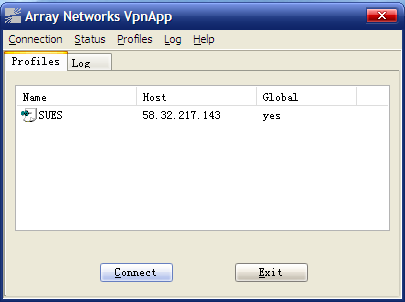 Array Networks VpnApp
Connection Status Profiles Log Help
Profiles Log
Name Host Global
SUES 58.32.217.143 yes
Connect Exit